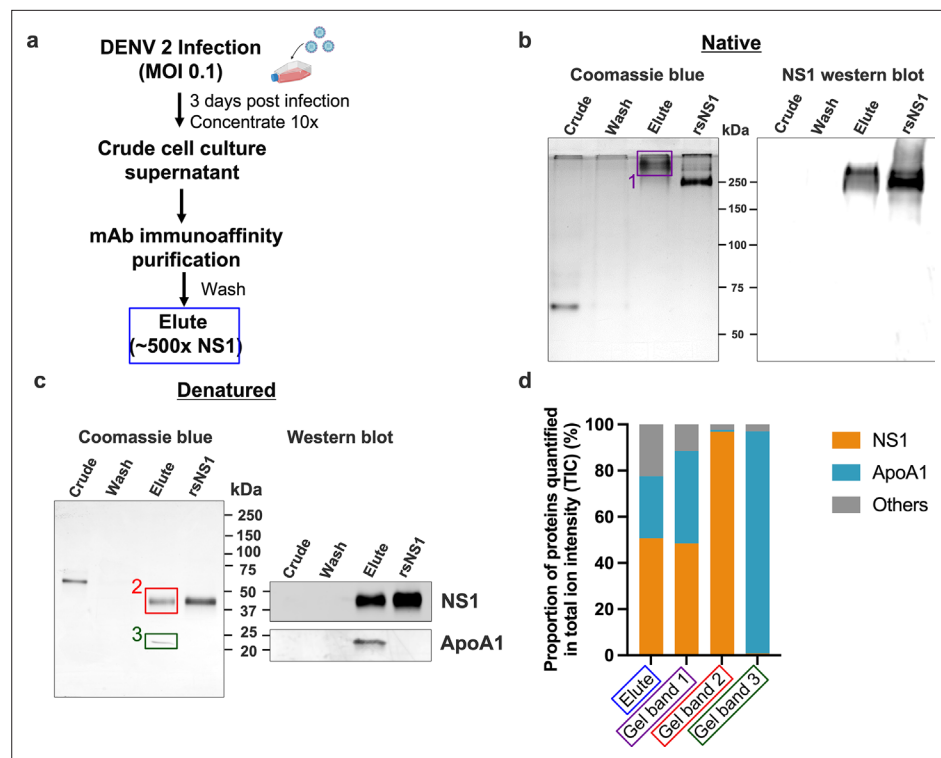 a
DENV 2 Infection
(MOI 0.1)
3 days post infection
Concentrate 10x
Crude cell culture
supernatant
mAb immunoaffinity
purification
Wash
Elute
(~500x NS1)
b
Native
Coomassie blue
NS1 western blot
Crude
Wash
Elute
rsNS1
kDa
Crude
Wash
Elute
rsNS1
1
250
150
100
75
50
c
Denatured
Coomassie blue
Western blot
Crude
Wash
Elute
rsNS1
kDa
250
150
100
75
50
37
25
20
2
3
Crude
Wash
Elute
rsNS1
NS1
ApoA1
d
Proportion of proteins quantified
in total ion intensity (TIC) (%)
100
80
60
40
20
0
Elute
Gel band 1
Gel band 2
Gel band 3
NS1
ApoA1
Others